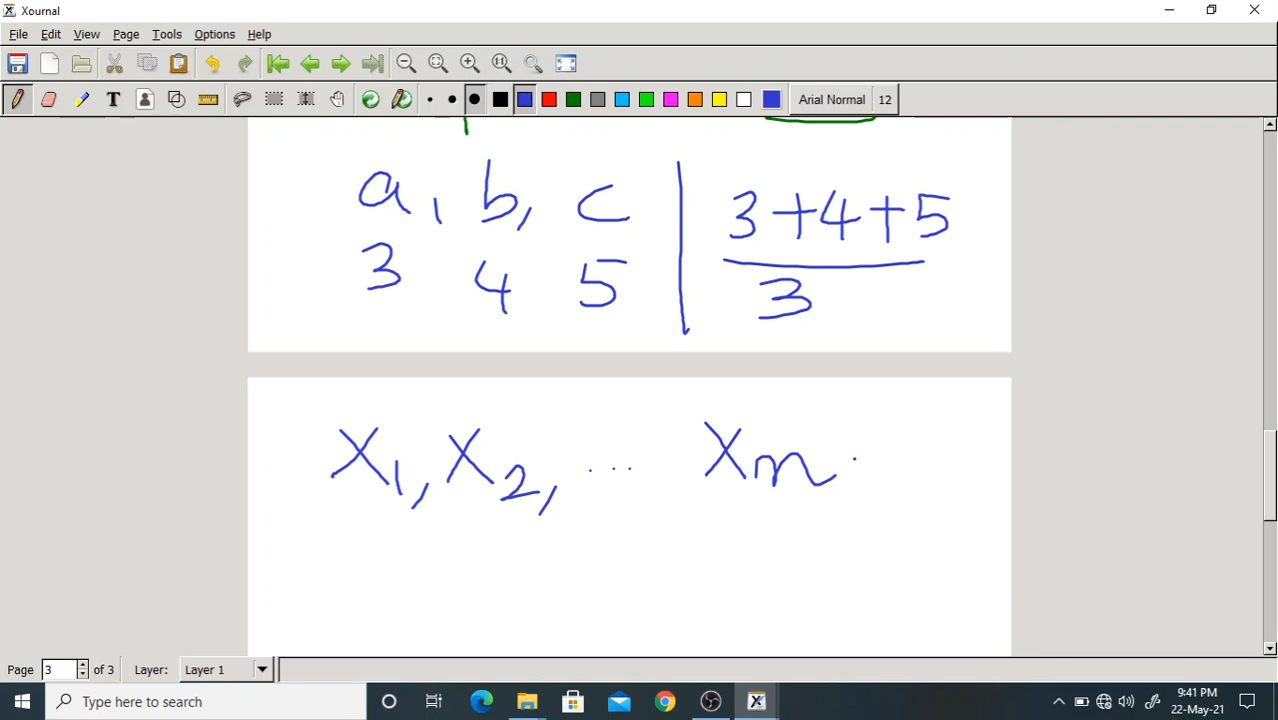 Xournal
File Edit View Page Tools Options Help
Arial Normal 12
a, b, c 3+4+5
3 4 5 3
X1, X2, ... Xn .
Page 3 of 3 Layer: Layer 1
Type here to search
9:41 PM
22-May-21